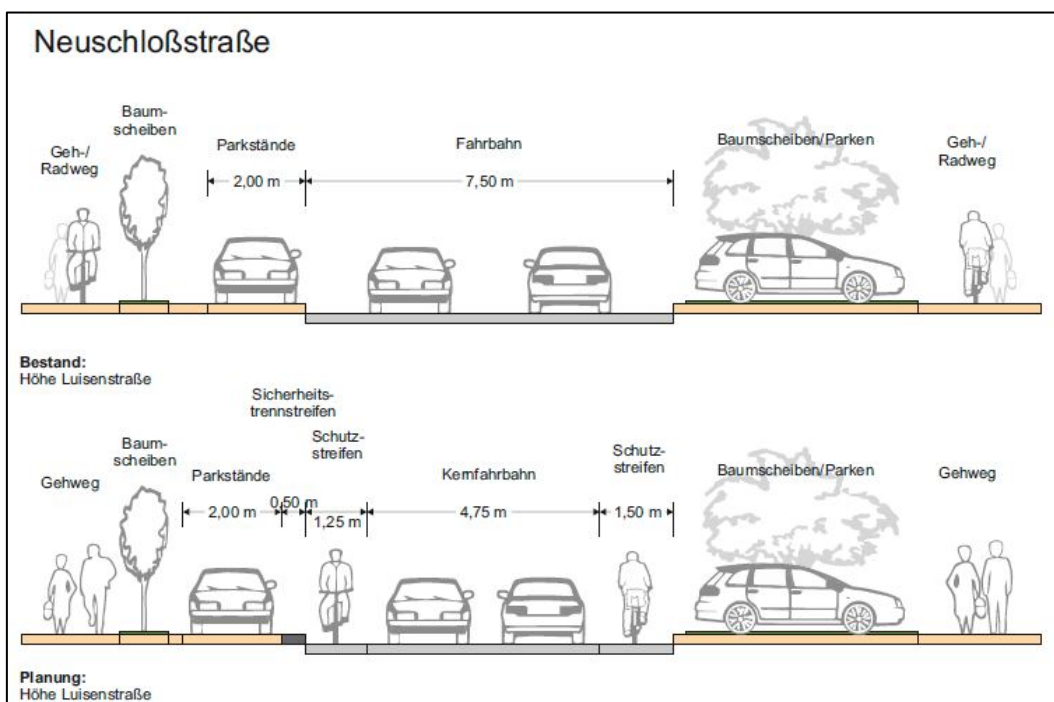 Neuschloßstraße
Baum-
scheiben
Geh-/
Radweg
Parkstände
Fahrbahn
Baumscheiben/Parken
Geh-/
Radweg
2,00 m
7,50 m
Bestand:
Höhe Luisenstraße
Sicherheits-
trennstreifen
Baum-
scheiben
Schutz-
streifen
Schutz-
streifen
Gehweg
Parkstände
Kernfahrbahn
Baumscheiben/Parken
Gehweg
0,50 m
2,00 m
1,25 m
4,75 m
1,50 m
Planung:
Höhe Luisenstraße